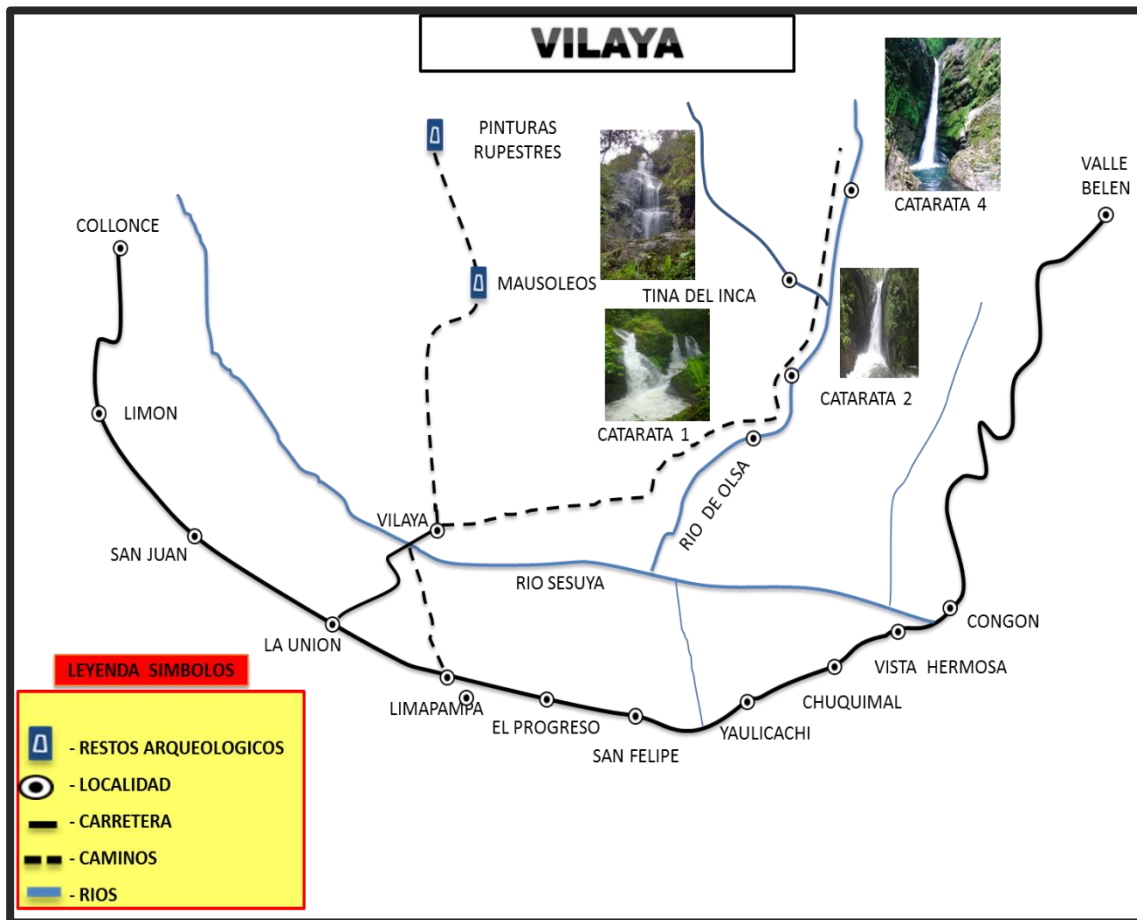 VILAYA
PINTURAS
RUPESTRES
VALLE
BELEN
CATARATA 4
COLLONCE
MAUSOLEOS
TINA DEL INCA
CATARATA 2
LIMON
CATARATA 1
RIO DE OLSA
VILAYA
SAN JUAN
RIO SESUYA
CONGON
LA UNION
VISTA HERMOSA
CHUQUIMAL
LIMAPAMPA
EL PROGRESO
YAULICACHI
SAN FELIPE
LEYENDA SIMBOLOS
- RESTOS ARQUEOLOGICOS
- LOCALIDAD
- CARRETERA
- CAMINOS
- RIOS